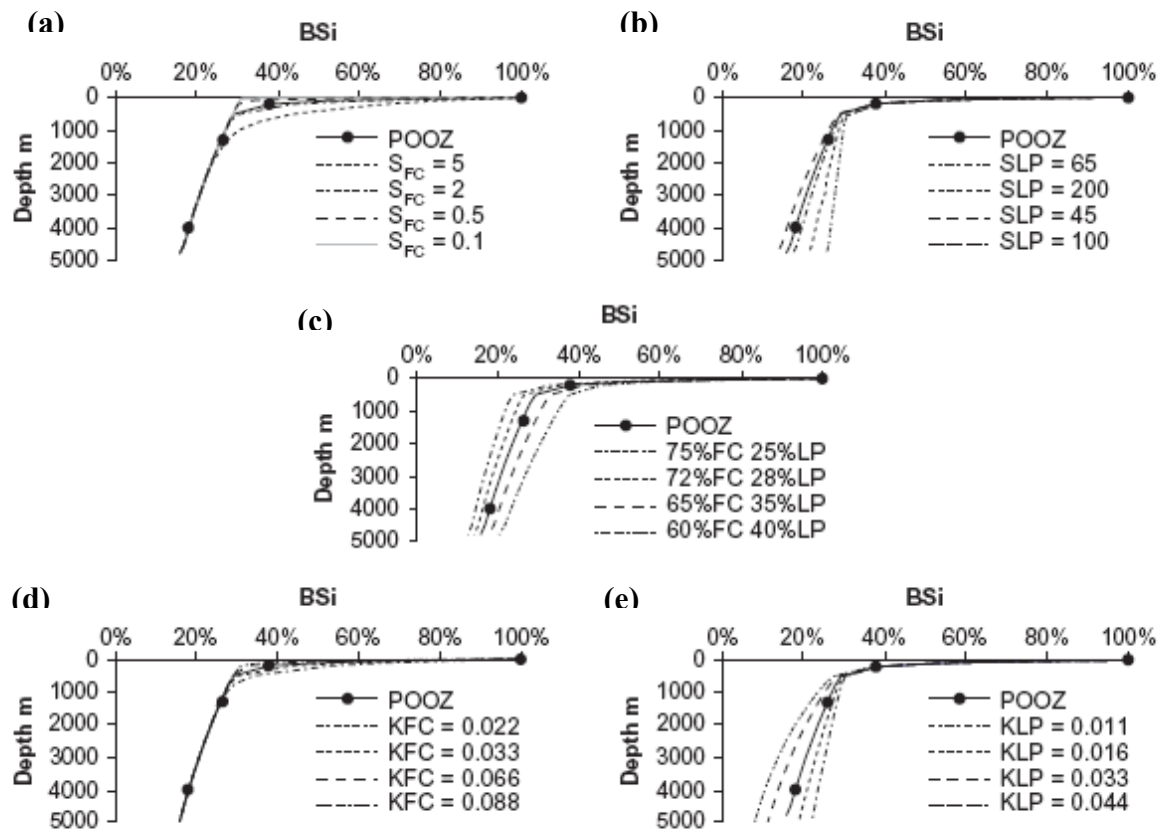 (a)
BSi
0% 20% 40% 60% 80% 100%
0
1000
2000
3000
4000
5000
Depth m
POOZ
S_FC = 5
S_FC = 2
S_FC = 0.5
S_FC = 0.1
(b)
BSi
0% 20% 40% 60% 80% 100%
0
1000
2000
3000
4000
5000
Depth m
POOZ
SLP = 65
SLP = 200
SLP = 45
SLP = 100
(c)
BSi
0% 20% 40% 60% 80% 100%
0
1000
2000
3000
4000
5000
Depth m
POOZ
75%FC 25%LP
72%FC 28%LP
65%FC 35%LP
60%FC 40%LP
(d)
BSi
0% 20% 40% 60% 80% 100%
0
1000
2000
3000
4000
5000
Depth m
POOZ
KFC = 0.022
KFC = 0.033
KFC = 0.066
KFC = 0.088
(e)
BSi
0% 20% 40% 60% 80% 100%
0
1000
2000
3000
4000
5000
Depth m
POOZ
KLP = 0.011
KLP = 0.016
KLP = 0.033
KLP = 0.044